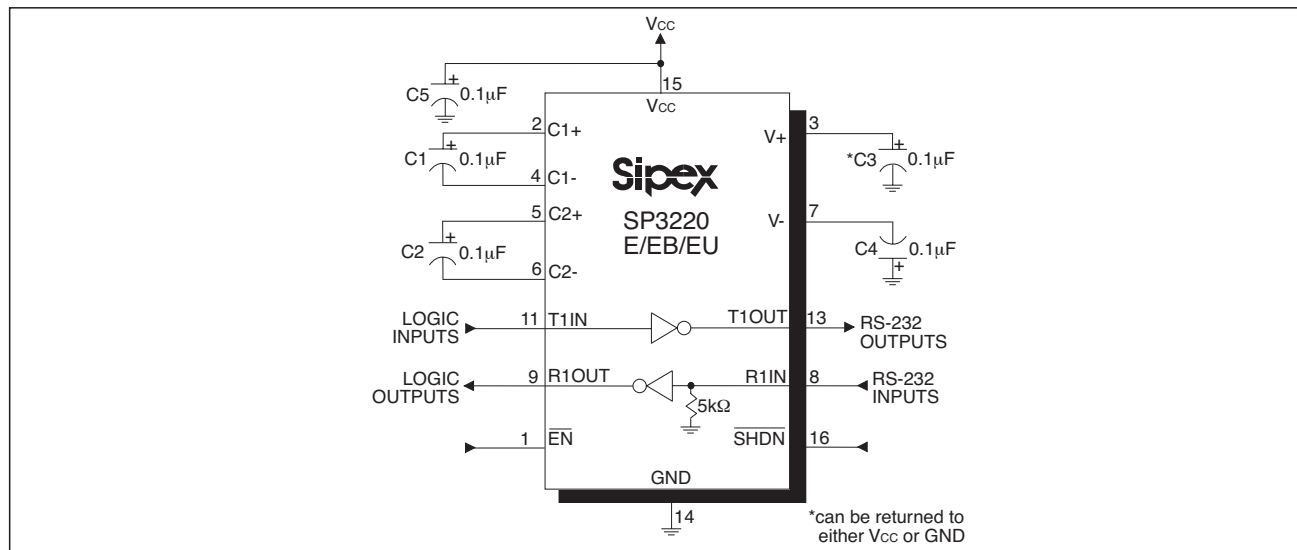 VCC
15
VCC
C5
+
0.1µF
2
C1+
C1
+
0.1µF
4
C1-
5
C2+
C2
+
0.1µF
6
C2-
Sipex
SP3220
E/EB/EU
V+
3
*C3
+
0.1µF
V-
7
C4
0.1µF
+
LOGIC
INPUTS
11
T1IN
T1OUT
13
RS-232
OUTPUTS
LOGIC
OUTPUTS
9
R1OUT
R1IN
8
RS-232
INPUTS
5kΩ
1
E̅N̅
S̅H̅D̅N̅
16
GND
14
*can be returned to
either VCC or GND